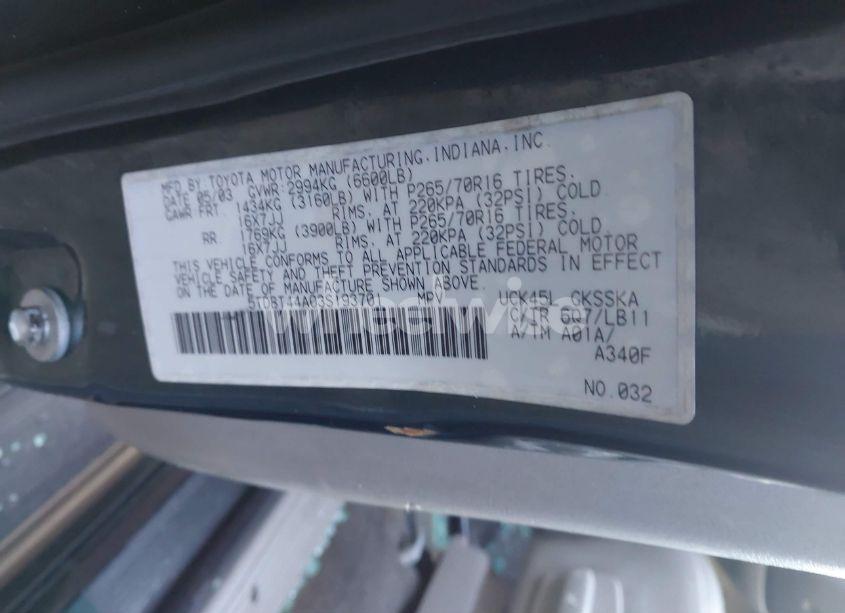 MFD.BY.TOYOTA MOTOR MANUFACTURING.INDIANA.INC.
DATE 05/03 GVWR:2994KG (6600LB)
GAWR FRT. 1434KG (3160LB) WITH P265/70R16 TIRES.
16X7JJ RIMS. AT 220KPA (32PSI) COLD
RR. 1769KG (3900LB) WITH P265/70R16 TIRES.
16X7JJ RIMS. AT 220KPA (32PSI) COLD
THIS VEHICLE CONFORMS TO ALL APPLICABLE FEDERAL MOTOR
VEHICLE SAFETY AND THEFT PREVENTION STANDARDS IN EFFECT
ON THE DATE OF MANUFACTURE SHOWN ABOVE.
5TDBT44A03S193701 MPV UCK45L GKSSKA
C/TR 6Q7/LB11
A/TM A01A/
A340F
NO.032
wheelwise